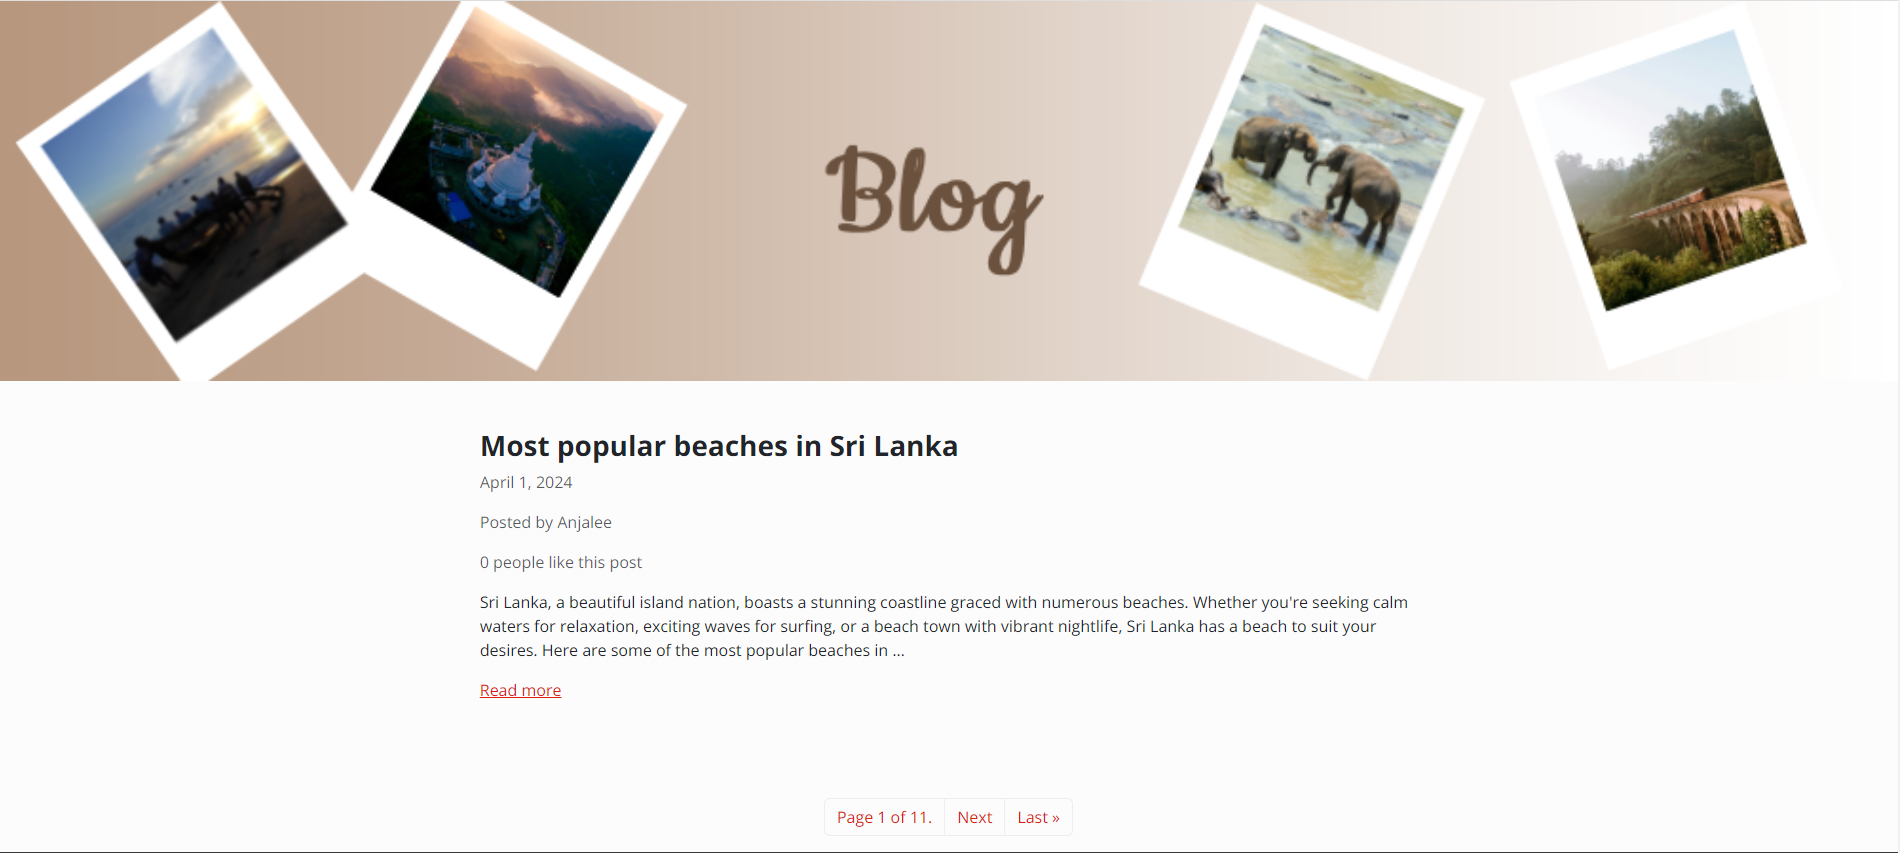 Blog
Most popular beaches in Sri Lanka
April 1, 2024
Posted by Anjalee
0 people like this post
Sri Lanka, a beautiful island nation, boasts a stunning coastline graced with numerous beaches. Whether you're seeking calm
waters for relaxation, exciting waves for surfing, or a beach town with vibrant nightlife, Sri Lanka has a beach to suit your
desires. Here are some of the most popular beaches in ...
Read more
Page 1 of 11. Next Last »